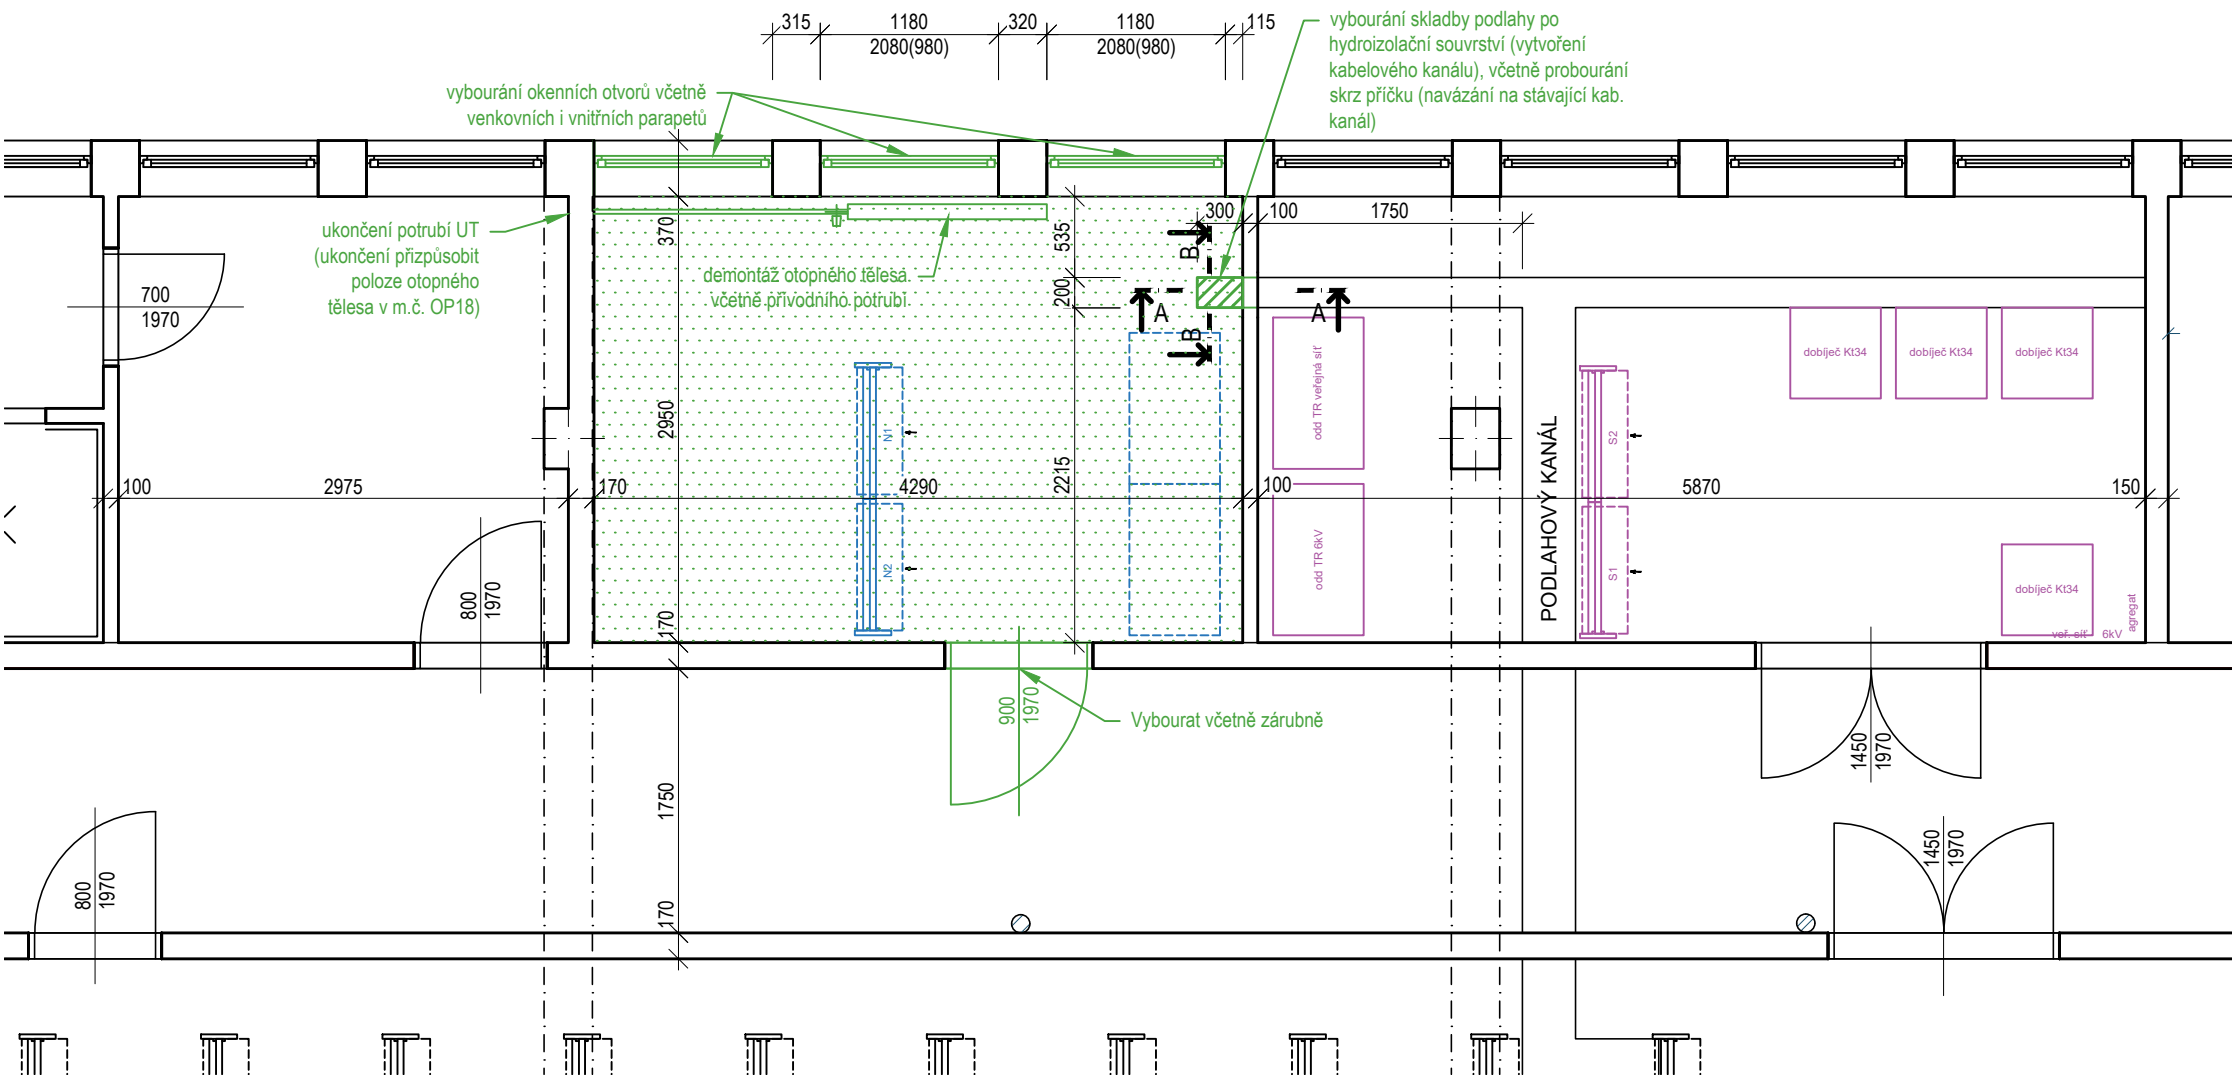 315
1180
2080(980)
320
1180
2080(980)
115
vybourání skladby podlahy po
hydroizolační souvrství (vytvoření
kabelového kanálu), včetně probourání
skrz příčku (navázání na stávající kab.
kanál)
vybourání okenních otvorů včetně
venkovních i vnitřních parapetů
ukončení potrubí UT
(ukončení přizpůsobit
poloze otopného
tělesa v m.č. OP18)
370
demontáž otopného tělesa
včetně přívodního potrubí
535
200
300
100
1750
B
A
A
B
700
1970
odd TR veřejná síť
dobíječ Kt34
dobíječ Kt34
dobíječ Kt34
2950
N1
2215
S2
PODLAHOVÝ KANÁL
100
2975
170
4290
100
5870
150
800
1970
N2
odd TR 6kV
S1
dobíječ Kt34
agregat
veř. síť
6kV
170
900
1970
Vybourat včetně zárubně
1450
1970
1750
800
1970
170
1450
1970